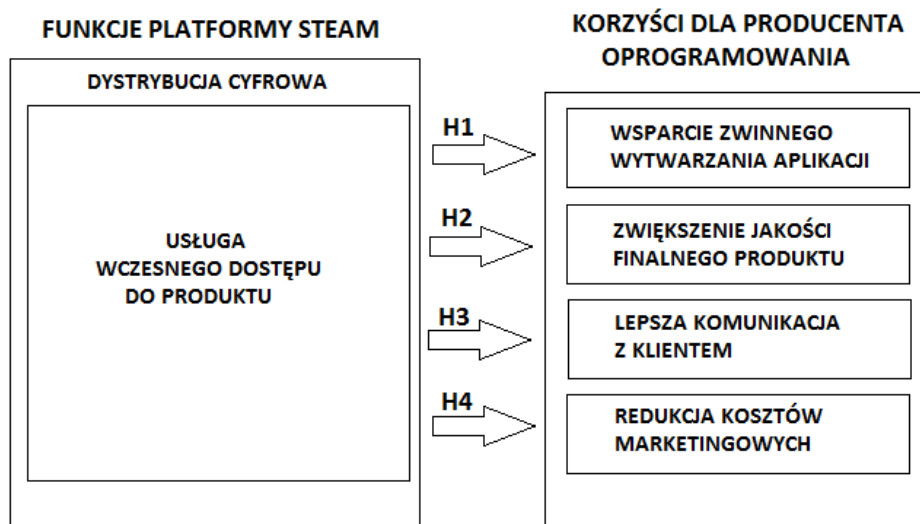 FUNKCJE PLATFORMY STEAM
DYSTRYBUCJA CYFROWA
USŁUGA
WCZESNEGO DOSTĘPU
DO PRODUKTU
H1
H2
H3
H4
KORZYŚCI DLA PRODUCENTA
OPROGRAMOWANIA
WSPARCIE ZWINNEGO
WYTWARZANIA APLIKACJI
ZWIĘKSZENIE JAKOŚCI
FINALNEGO PRODUKTU
LEPSZA KOMUNIKACJA
Z KLIENTEM
REDUKCJA KOSZTÓW
MARKETINGOWYCH